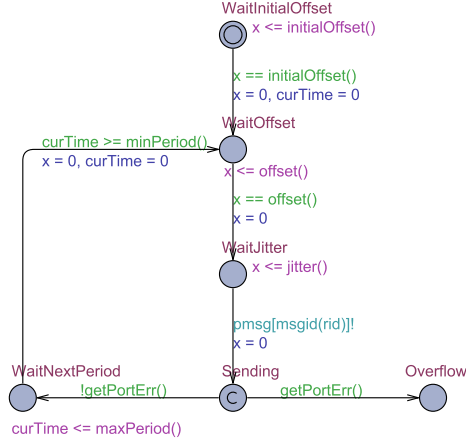 WaitInitialOffset
x <= initialOffset()
x == initialOffset()
x = 0, curTime = 0
WaitOffset
curTime >= minPeriod()
x = 0, curTime = 0
x <= offset()
x == offset()
x = 0
WaitJitter
x <= jitter()
pmsg[msgid(rid)]!
x = 0
WaitNextPeriod
Sending
Overflow
!getPortErr()
getPortErr()
C
curTime <= maxPeriod()